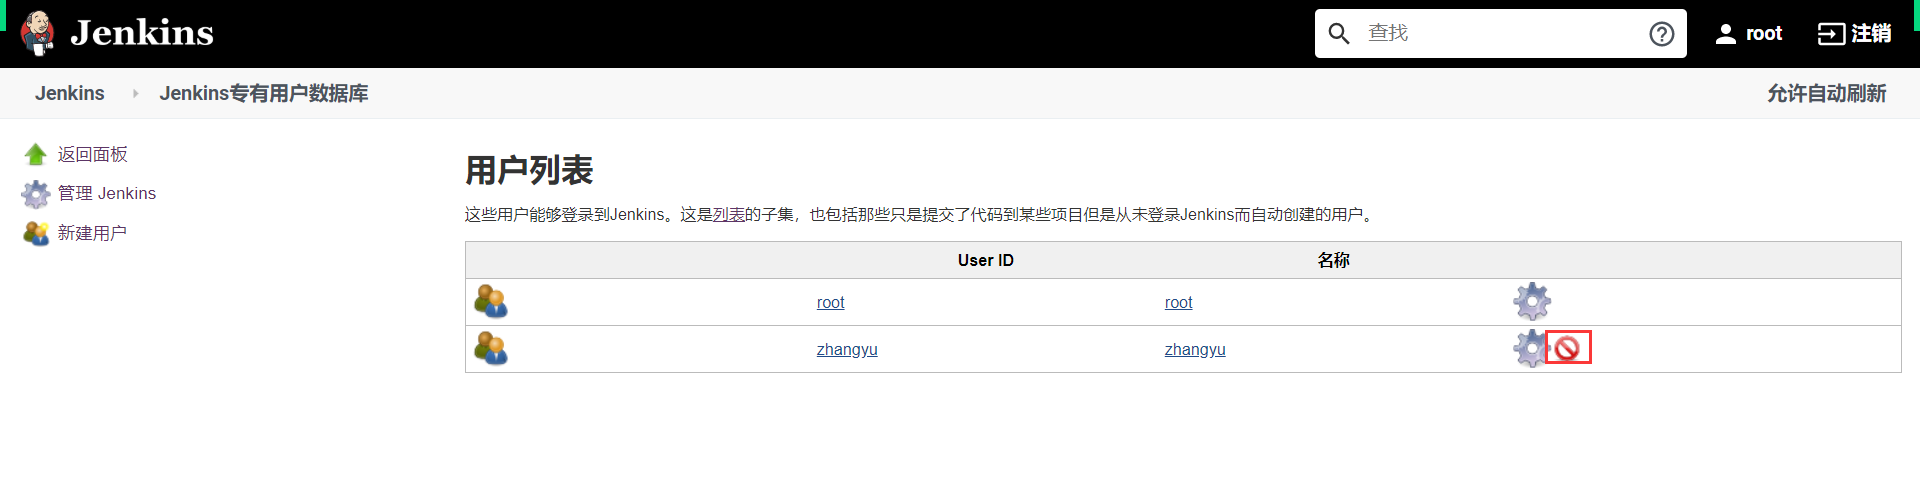 Jenkins
查找
root
注销
Jenkins
Jenkins专有用户数据库
允许自动刷新
返回面板
管理 Jenkins
新建用户
用户列表
这些用户能够登录到Jenkins。这是列表的子集，也包括那些只是提交了代码到某些项目但是从未登录Jenkins而自动创建的用户。
User ID 名称
root root
zhangyu zhangyu